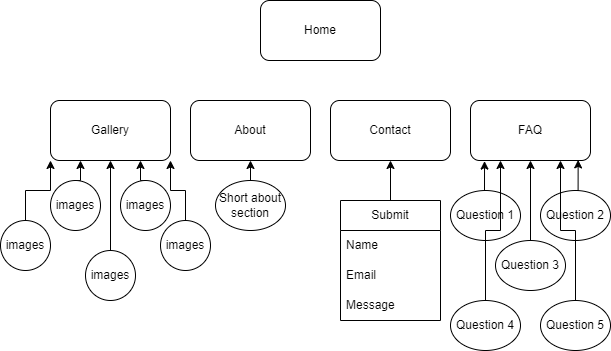 Home
Gallery
About
Contact
FAQ
images
images
images
images
images
Short about
section
Submit
Name
Email
Message
Question 1
Question 2
Question 3
Question 4
Question 5